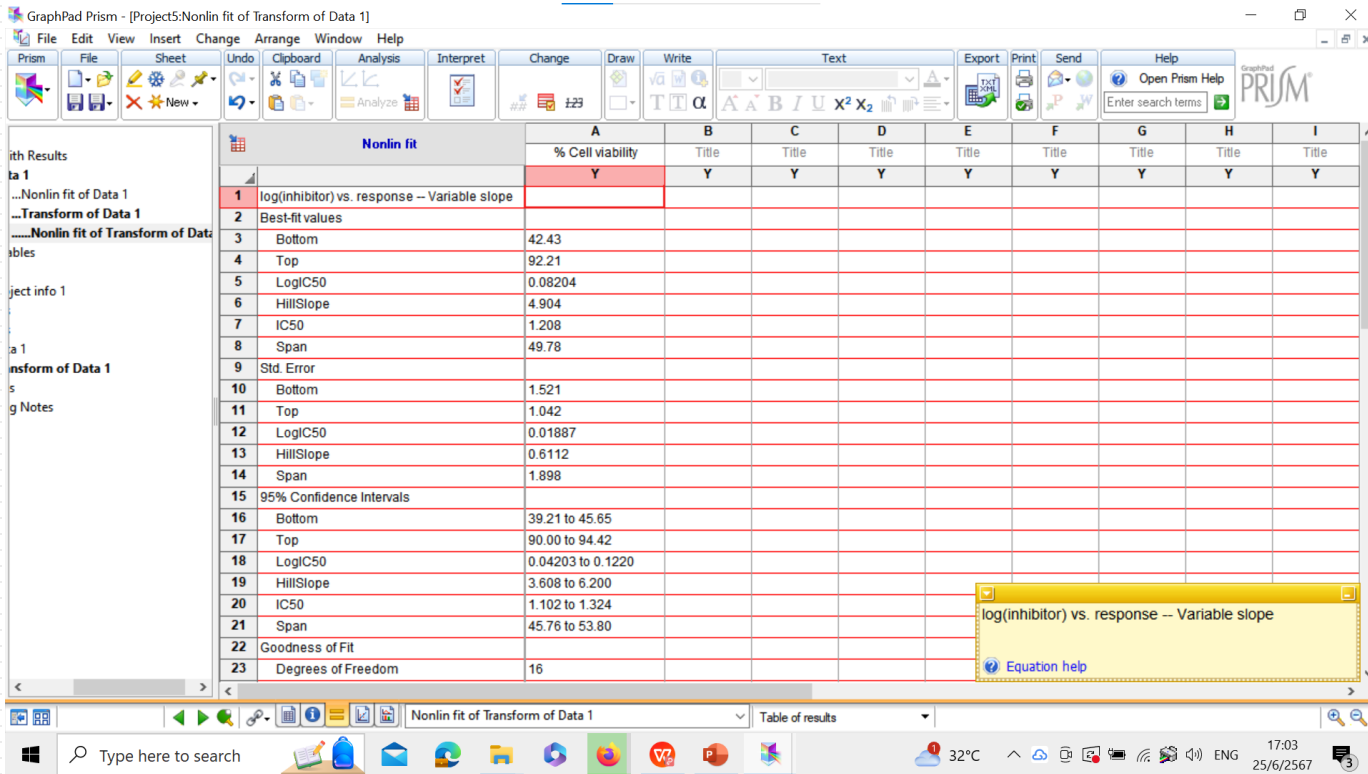 GraphPad Prism - [Project5:Nonlin fit of Transform of Data 1]
File Edit View Insert Change Arrange Window Help
Prism File Sheet Undo Clipboard Analysis Interpret Change Draw Write Text Export Print Send Help
New
Analyze
Open Prism Help
Enter search terms
GraphPad
PRISM
ith Results
ta 1
...Nonlin fit of Data 1
...Transform of Data 1
......Nonlin fit of Transform of Data
ables
ject info 1
a 1
nsform of Data 1
s
g Notes
Nonlin fit
A B C D E F G H I
% Cell viability Title Title Title Title Title Title Title Title
Y Y Y Y Y Y Y Y Y
1 log(inhibitor) vs. response -- Variable slope
2 Best-fit values
3 Bottom 42.43
4 Top 92.21
5 LogIC50 0.08204
6 HillSlope 4.904
7 IC50 1.208
8 Span 49.78
9 Std. Error
10 Bottom 1.521
11 Top 1.042
12 LogIC50 0.01887
13 HillSlope 0.6112
14 Span 1.898
15 95% Confidence Intervals
16 Bottom 39.21 to 45.65
17 Top 90.00 to 94.42
18 LogIC50 0.04203 to 0.1220
19 HillSlope 3.608 to 6.200
20 IC50 1.102 to 1.324
21 Span 45.76 to 53.80
22 Goodness of Fit
23 Degrees of Freedom 16
log(inhibitor) vs. response -- Variable slope
Equation help
Nonlin fit of Transform of Data 1
Table of results
Type here to search
1
32°C
ENG
17:03
25/6/2567
3